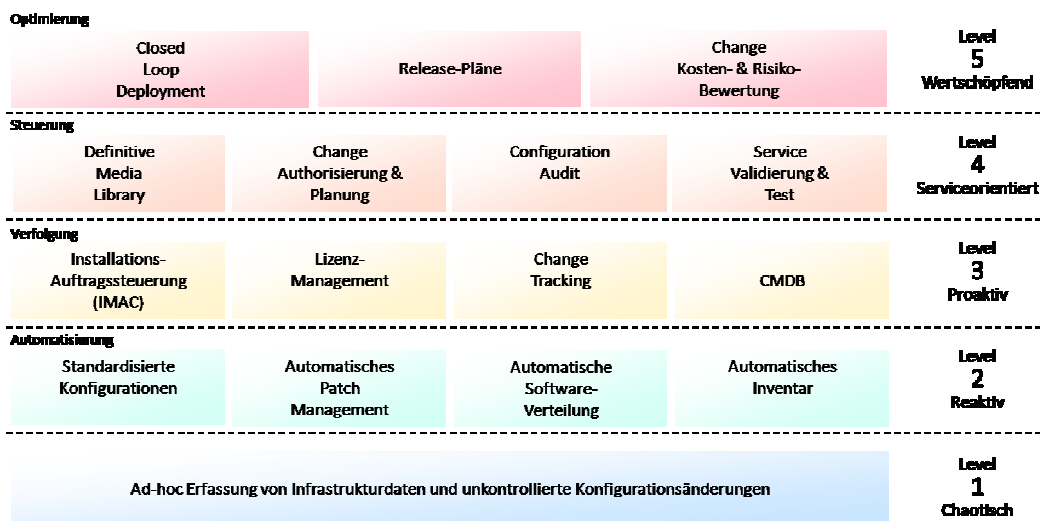 Optimierung
Closed
Loop
Deployment
Release-Pläne
Change
Kosten- & Risiko-
Bewertung
Level
5
Wertschöpfend
Steuerung
Definitive
Media
Library
Change
Authorisierung &
Planung
Configuration
Audit
Service
Validierung &
Test
Level
4
Serviceorientiert
Verfolgung
Installations-
Auftragssteuerung
(IMAC)
Lizenz-
Management
Change
Tracking
CMDB
Level
3
Proaktiv
Automatisierung
Standardisierte
Konfigurationen
Automatisches
Patch
Management
Automatische
Software-
Verteilung
Automatisches
Inventar
Level
2
Reaktiv
Ad-hoc Erfassung von Infrastrukturdaten und unkontrollierte Konfigurationsänderungen
Level
1
Chaotisch